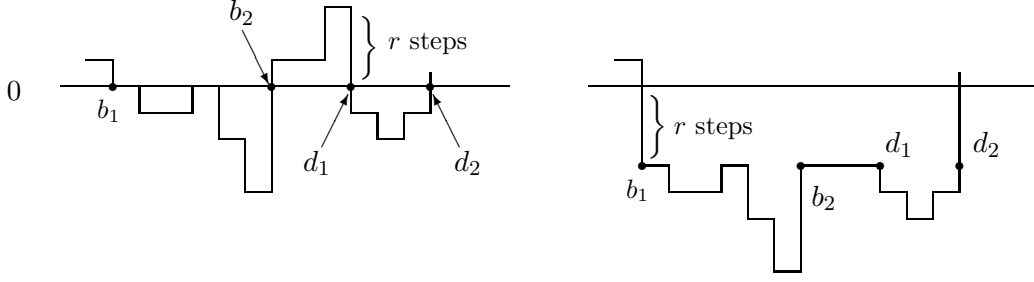 b₂
r steps
0
b₁
d₁
d₂
r steps
d₁
d₂
b₁
b₂